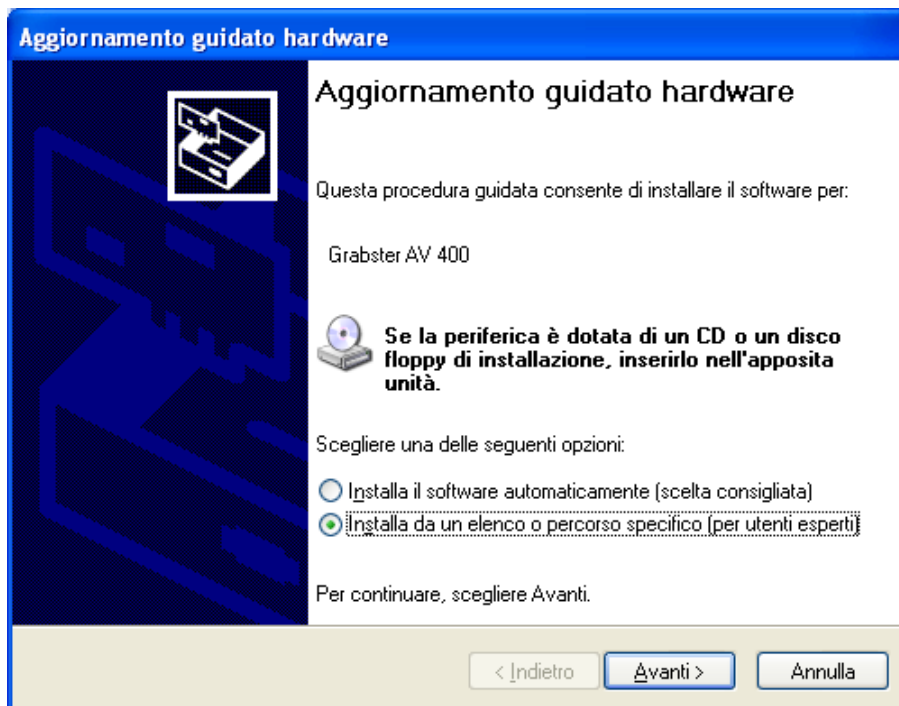 Aggiornamento guidato hardware
Aggiornamento guidato hardware
Questa procedura guidata consente di installare il software per:
Grabster AV 400
Se la periferica è dotata di un CD o un disco
floppy di installazione, inserirlo nell'apposita
unità.
Scegliere una delle seguenti opzioni:
Installa il software automaticamente (scelta consigliata)
Installa da un elenco o percorso specifico (per utenti esperti)
Per continuare, scegliere Avanti.
< Indietro Avanti > Annulla